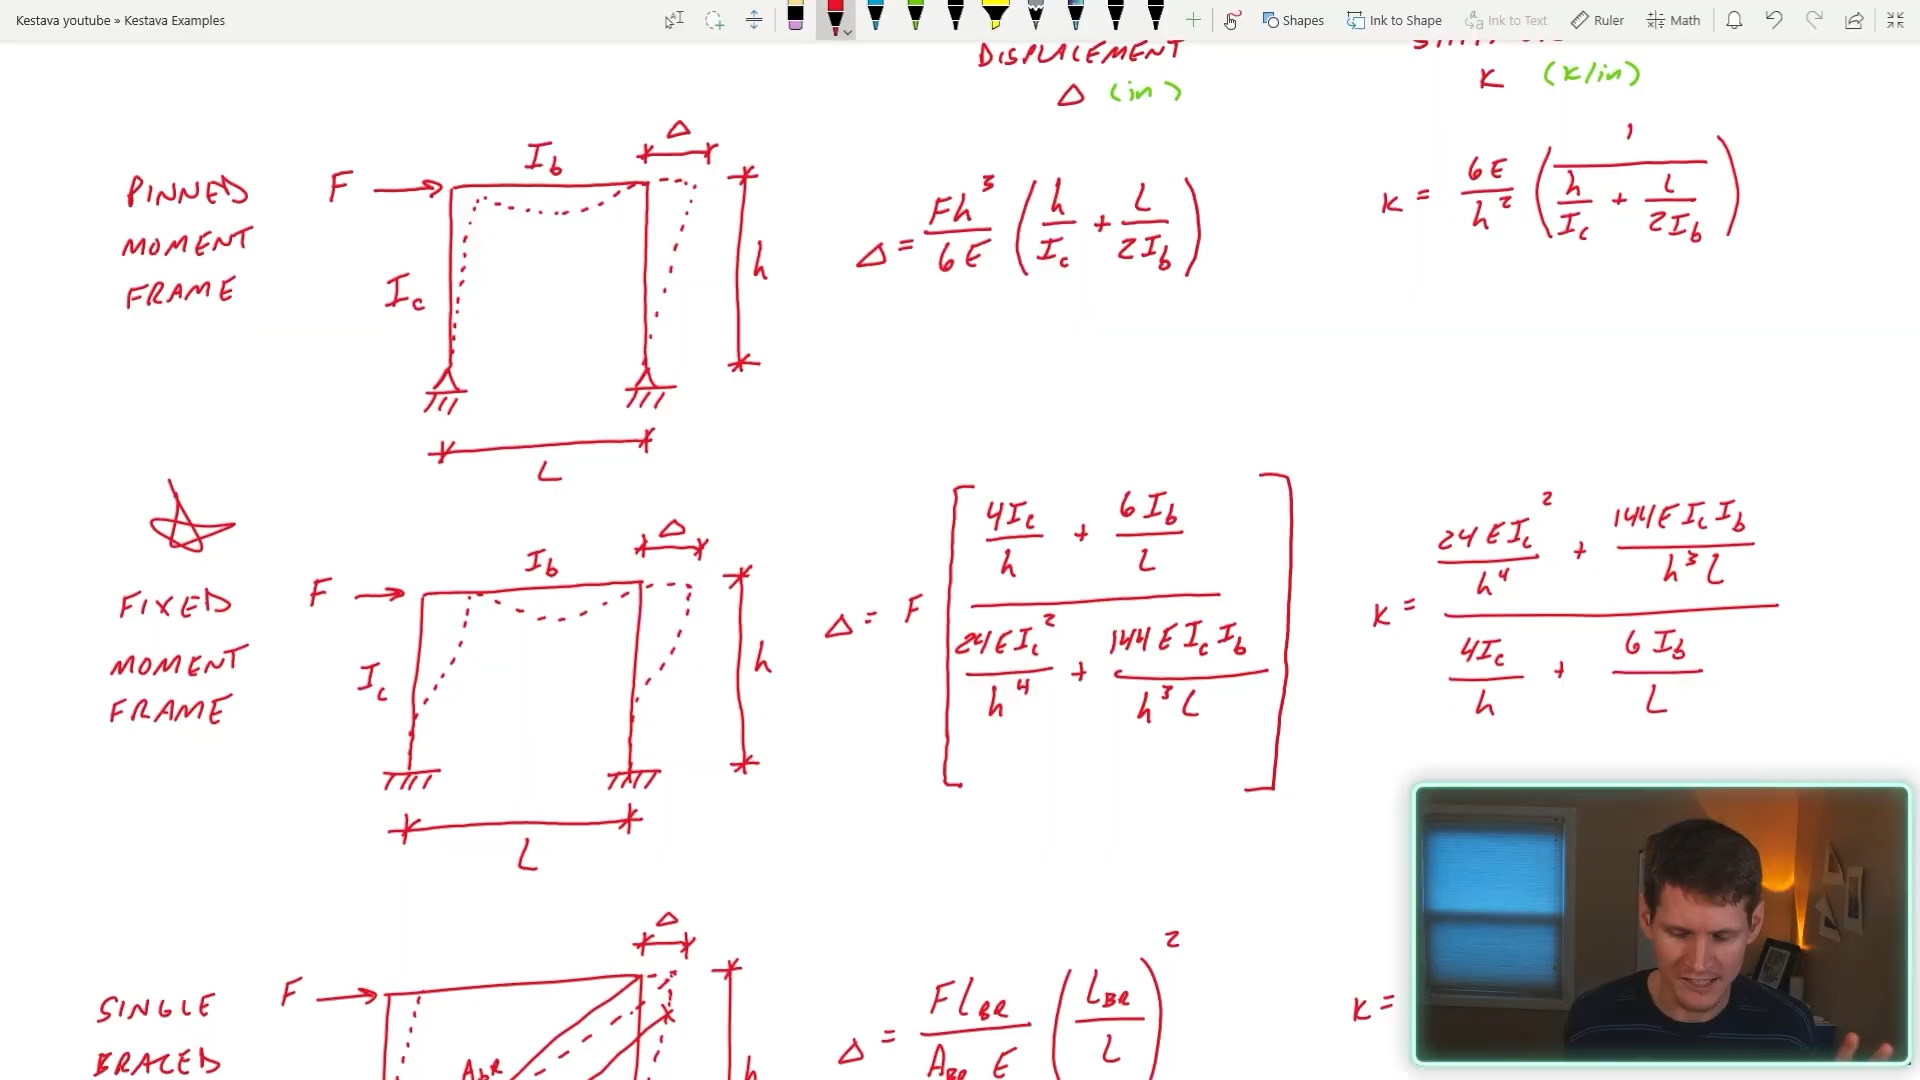 Kestava youtube » Kestava Examples
Shapes
Ink to Shape
Ink to Text
Ruler
Math
DISPLACEMENT
Δ (in)
K (K/in)
PINNED
MOMENT
FRAME
F
I_b
Δ
I_c
h
L
Δ = Fh³/6E (h/I_c + L/2I_b)
K = 6E/h² (1/(h/I_c + L/2I_b))
FIXED
MOMENT
FRAME
F
I_b
Δ
I_c
h
L
Δ = F [(4I_c/h + 6I_b/L)/(24EI_c²/h⁴ + 144EI_cI_b/h³L)]
K = (24EI_c²/h⁴ + 144EI_cI_b/h³L)/(4I_c/h + 6I_b/L)
SINGLE
BRACED
F
Δ
A_bR
h
Δ = FL_BR/A_BR E (L_BR/L)²
K =